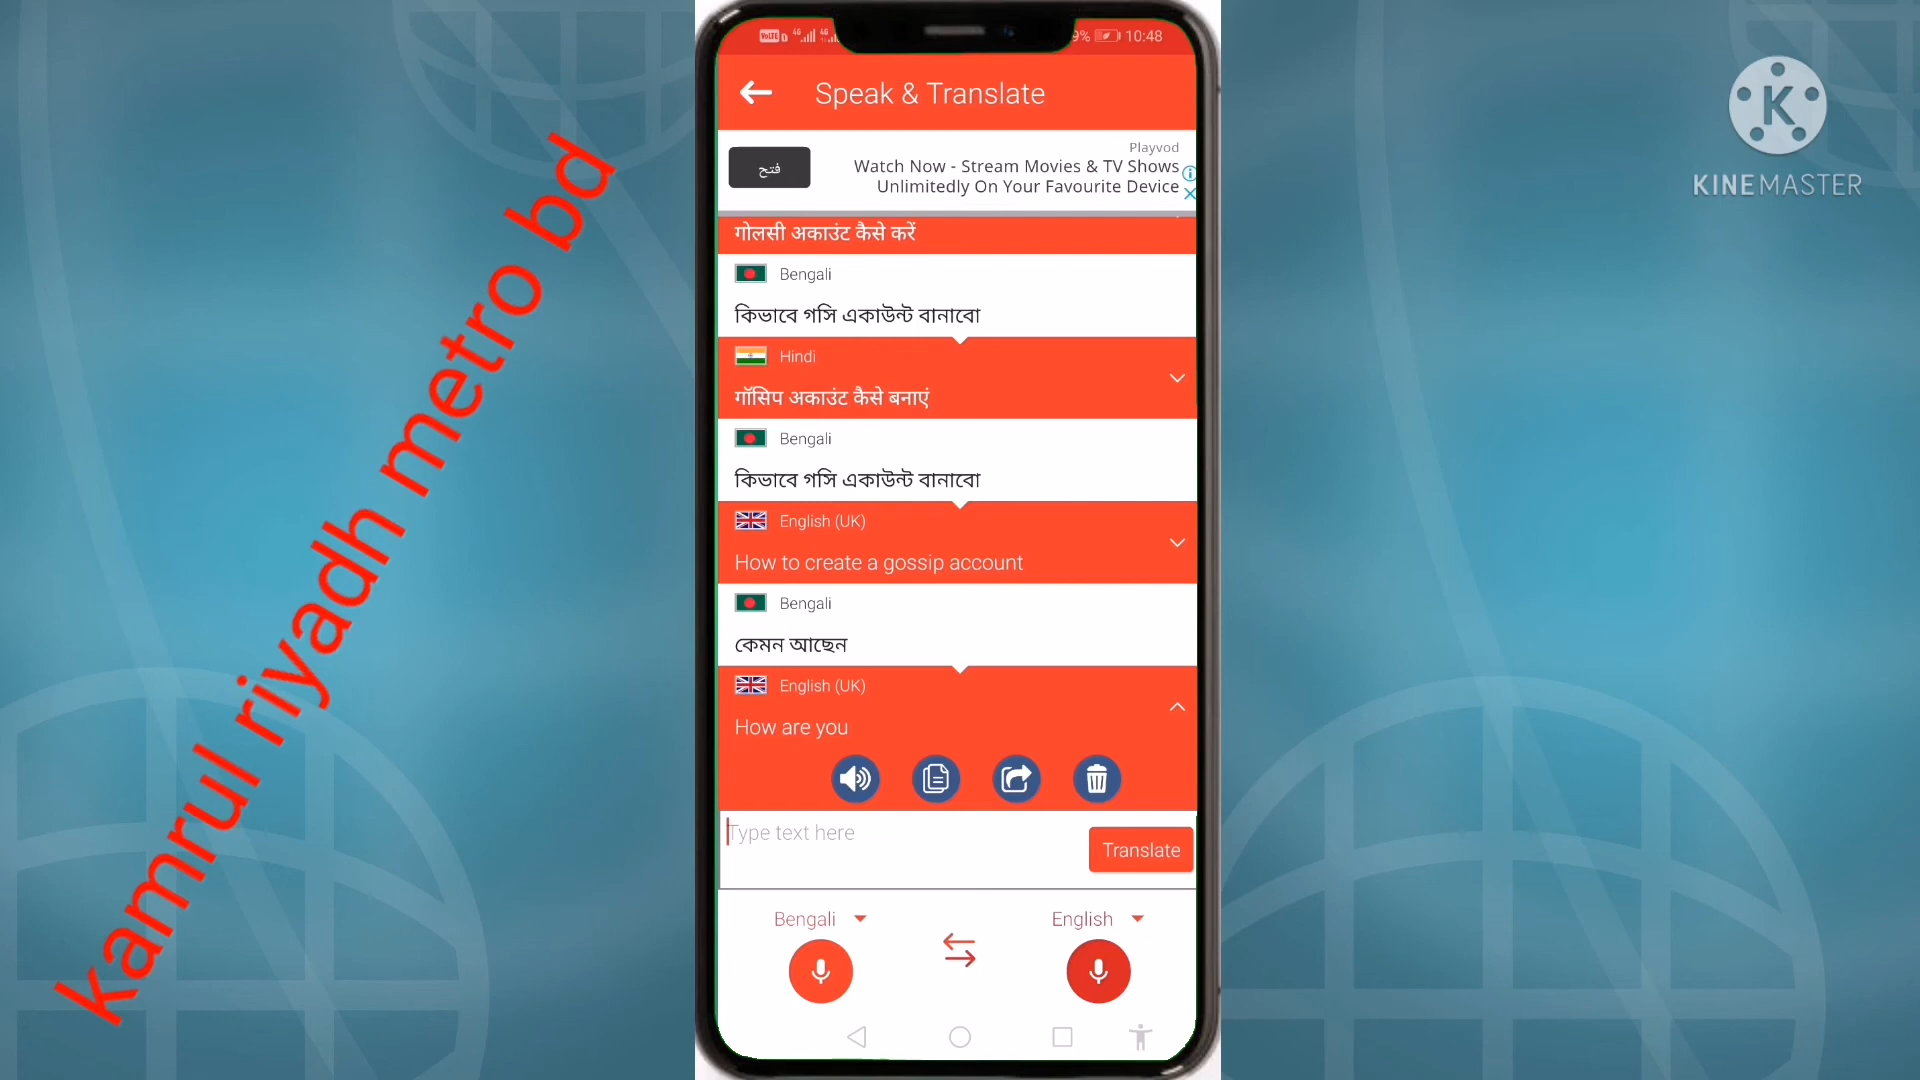 kamrul riyadh metro bd
10:48
Speak & Translate
فتح
Playvod
Watch Now - Stream Movies & TV Shows
Unlimitedly On Your Favourite Device
गोलसी अकाउंट कैसे करें
Bengali
কিভাবে গসি একাউন্ট বানাবো
Hindi
गॉसिप अकाउंट कैसे बनाएं
Bengali
কিভাবে গসি একাউন্ট বানাবো
English (UK)
How to create a gossip account
Bengali
কেমন আছেন
English (UK)
How are you
Type text here
Translate
Bengali
English
K
KINEMASTER